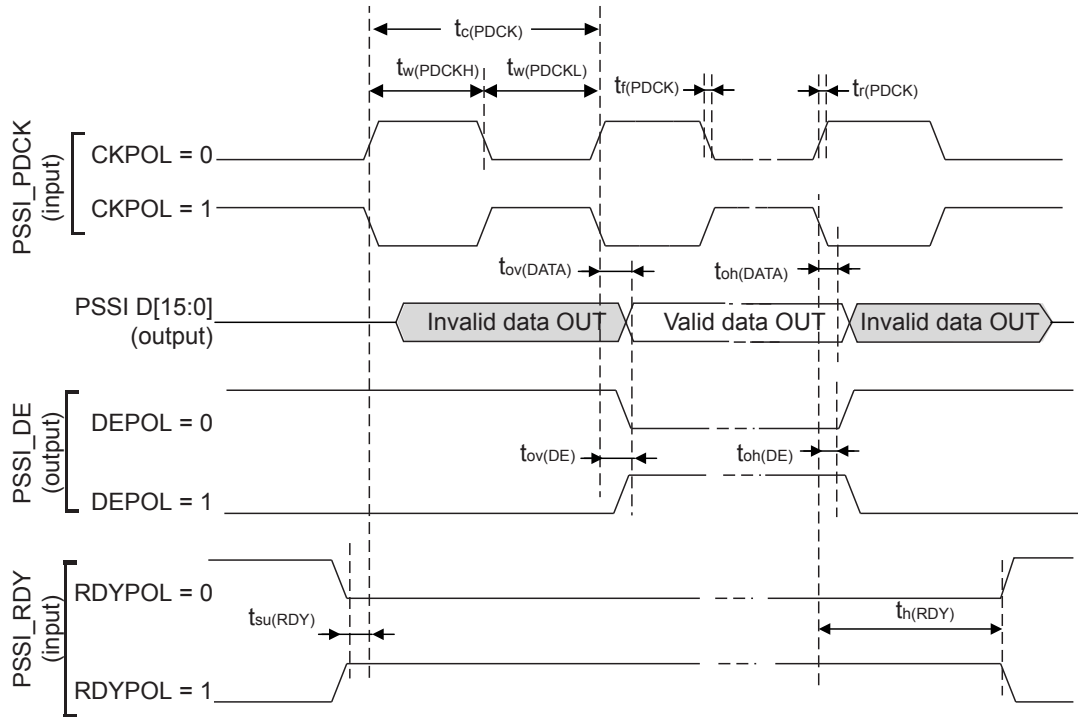 tc(PDCK)
tw(PDCKH)
tw(PDCKL)
tf(PDCK)
tr(PDCK)
PSSI_PDCK
(input)
CKPOL = 0
CKPOL = 1
tov(DATA)
toh(DATA)
PSSI D[15:0]
(output)
Invalid data OUT
Valid data OUT
Invalid data OUT
PSSI_DE
(output)
DEPOL = 0
tov(DE)
toh(DE)
DEPOL = 1
PSSI_RDY
(input)
RDYPOL = 0
tsu(RDY)
th(RDY)
RDYPOL = 1